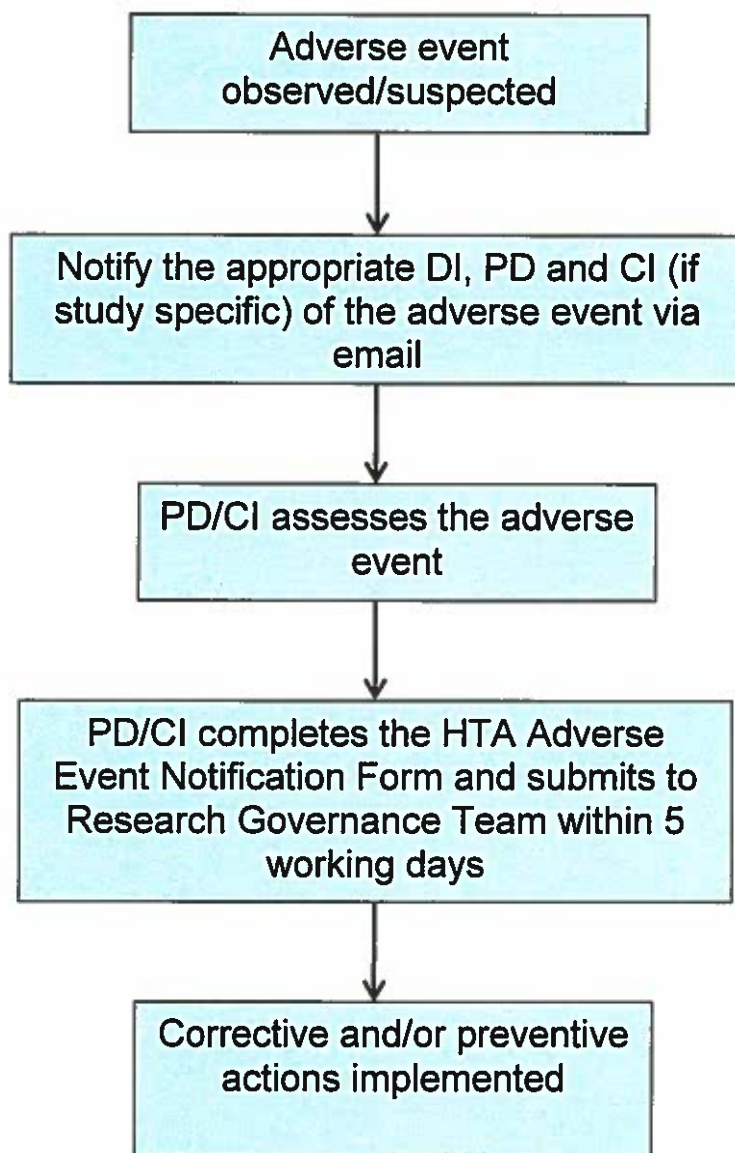 Adverse event
observed/suspected
Notify the appropriate DI, PD and CI (if
study specific) of the adverse event via
email
PD/CI assesses the adverse
event
PD/CI completes the HTA Adverse
Event Notification Form and submits to
Research Governance Team within 5
working days
Corrective and/or preventive
actions implemented